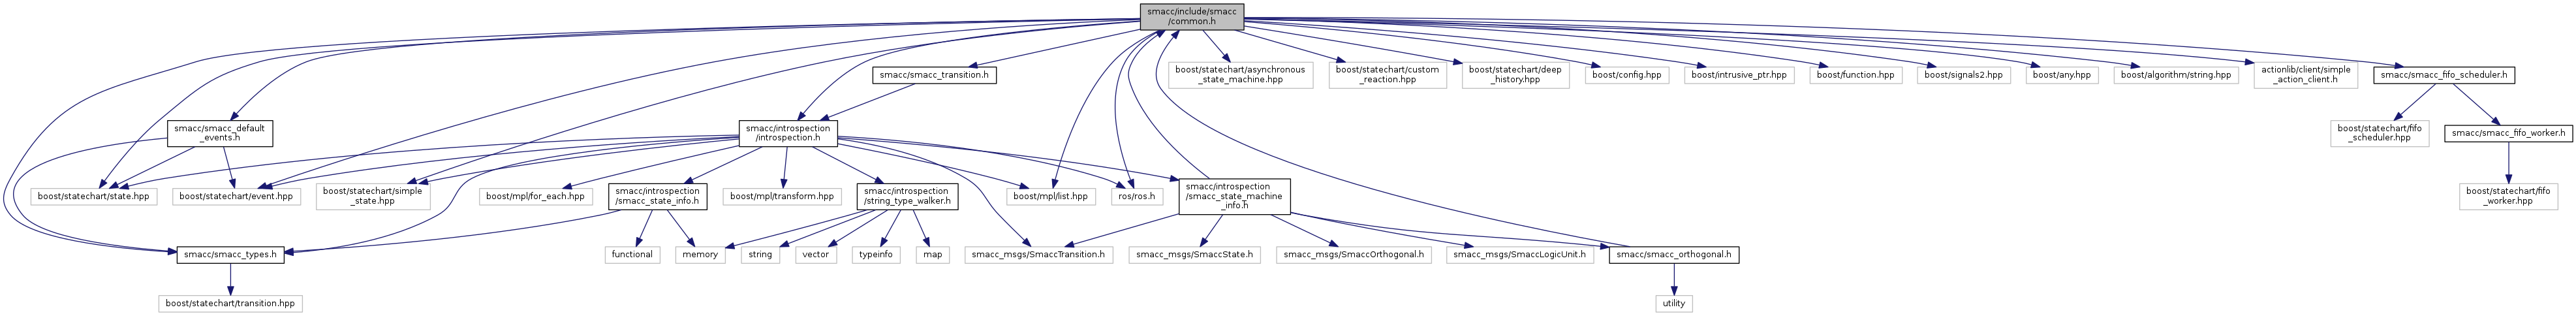 smacc/include/smacc
/common.h
smacc/smacc_transition.h
boost/statechart/asynchronous
_state_machine.hpp
boost/statechart/custom
_reaction.hpp
boost/statechart/deep
_history.hpp
boost/config.hpp
boost/intrusive_ptr.hpp
boost/function.hpp
boost/signals2.hpp
boost/any.hpp
boost/algorithm/string.hpp
actionlib/client/simple
_action_client.h
smacc/smacc_fifo_scheduler.h
smacc/smacc_default
_events.h
smacc/introspection
/introspection.h
boost/statechart/fifo
_scheduler.hpp
smacc/smacc_fifo_worker.h
boost/statechart/state.hpp
boost/statechart/event.hpp
boost/statechart/simple
_state.hpp
boost/mpl/for_each.hpp
smacc/introspection
/smacc_state_info.h
boost/mpl/transform.hpp
smacc/introspection
/string_type_walker.h
boost/mpl/list.hpp
ros/ros.h
smacc/introspection
/smacc_state_machine
_info.h
boost/statechart/fifo
_worker.hpp
smacc/smacc_types.h
functional
memory
string
vector
typeinfo
map
smacc_msgs/SmaccTransition.h
smacc_msgs/SmaccState.h
smacc_msgs/SmaccOrthogonal.h
smacc_msgs/SmaccLogicUnit.h
smacc/smacc_orthogonal.h
boost/statechart/transition.hpp
utility